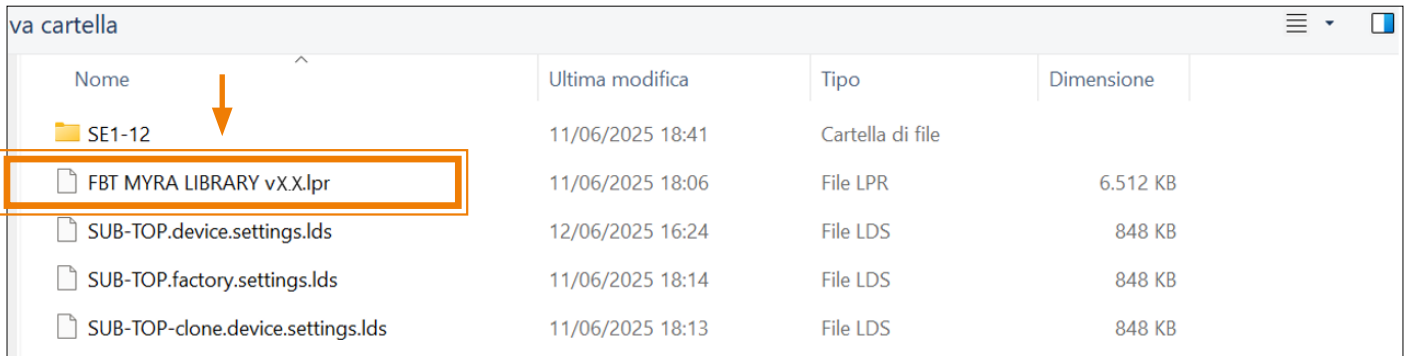 va cartella
Nome Ultima modifica Tipo Dimensione
SE1-12 11/06/2025 18:41 Cartella di file
FBT MYRA LIBRARY vX.X.lpr 11/06/2025 18:06 File LPR 6.512 KB
SUB-TOP.device.settings.lds 12/06/2025 16:24 File LDS 848 KB
SUB-TOP.factory.settings.lds 11/06/2025 18:14 File LDS 848 KB
SUB-TOP-clone.device.settings.lds 11/06/2025 18:13 File LDS 848 KB